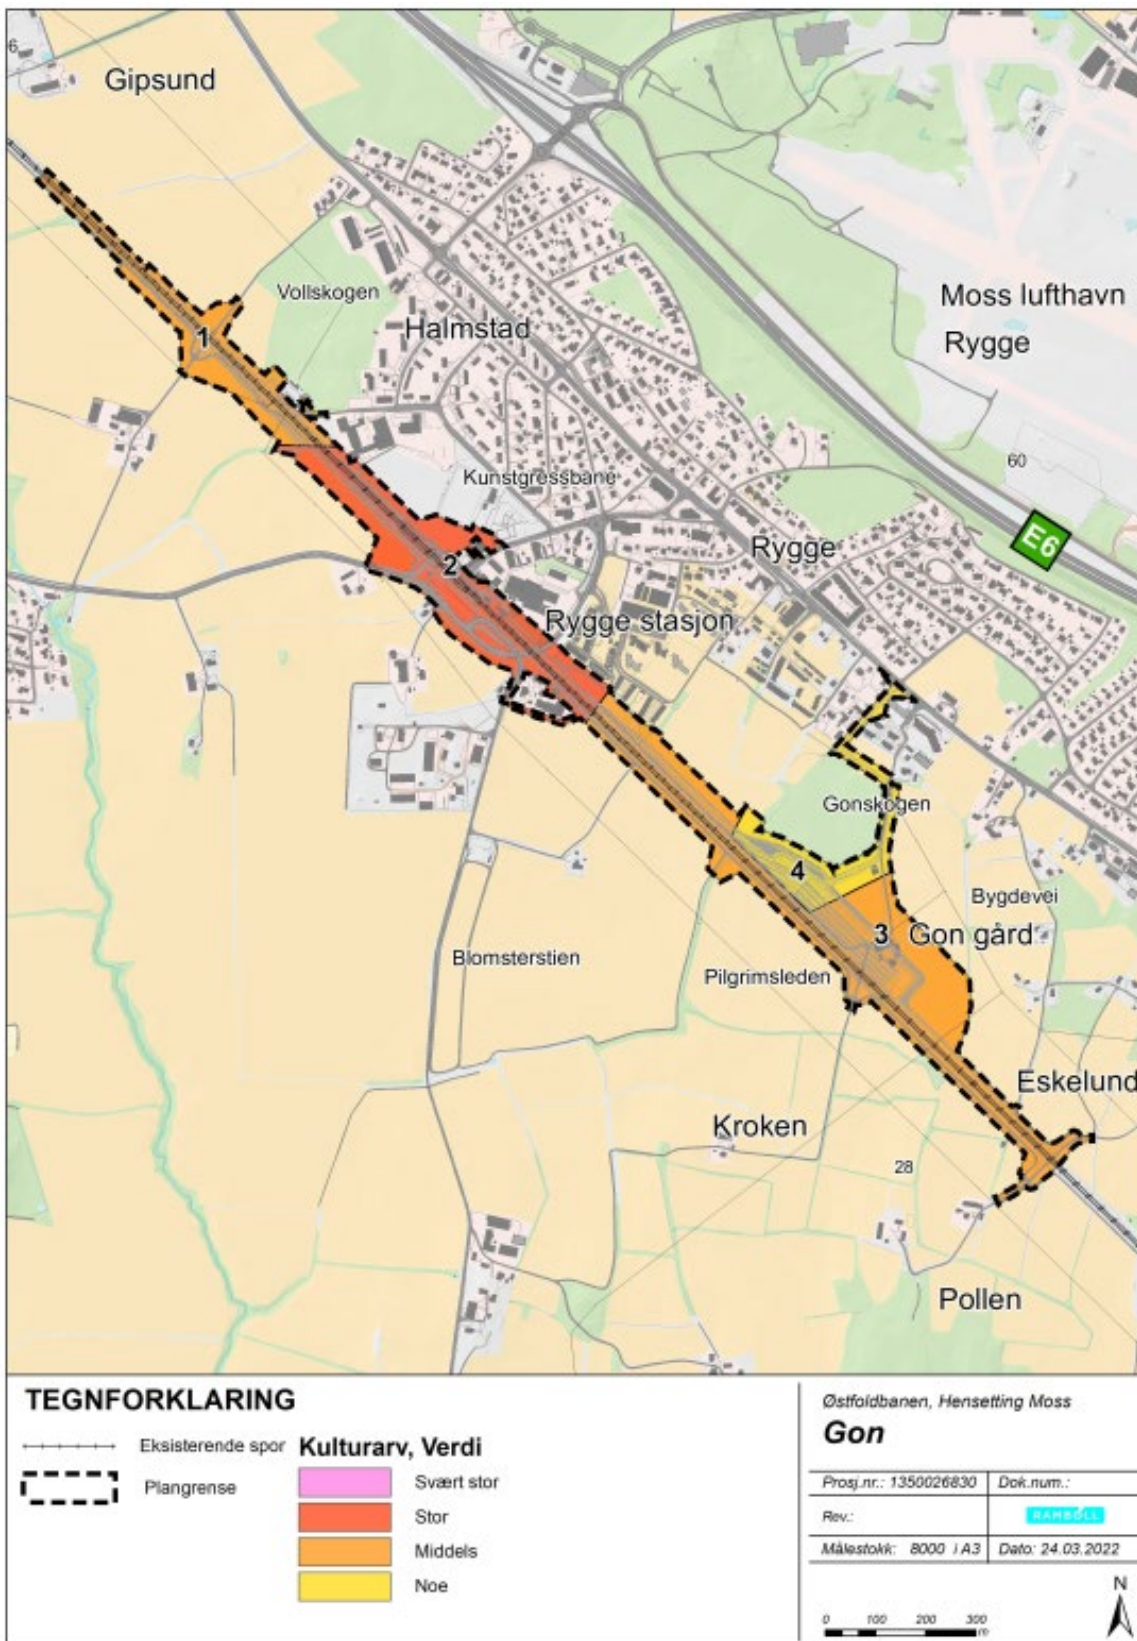 6
Gipsund
1
Vollskogen
Halmstad
Moss lufthavn
Rygge
1
Kunstgressbane
60
E6
Rygge
2
Rygge stasjon
Gonskogen
4
Bygdevei
3 Gon gård
Blomsterstien
Pilgrimsleden
Eskelund
Kroken
28
Pollen
TEGNFORKLARING
Eksisterende spor
Plangrense
Kulturarv, Verdi
Svært stor
Stor
Middels
Noe
Østfoldbanen, Hensetting Moss
Gon
Prosj.nr.: 1350026830 Dok.num.:
Rev.: RAMBOLL
Målestokk: 8000 i A3 Dato: 24.03.2022
N
0 100 200 300
m